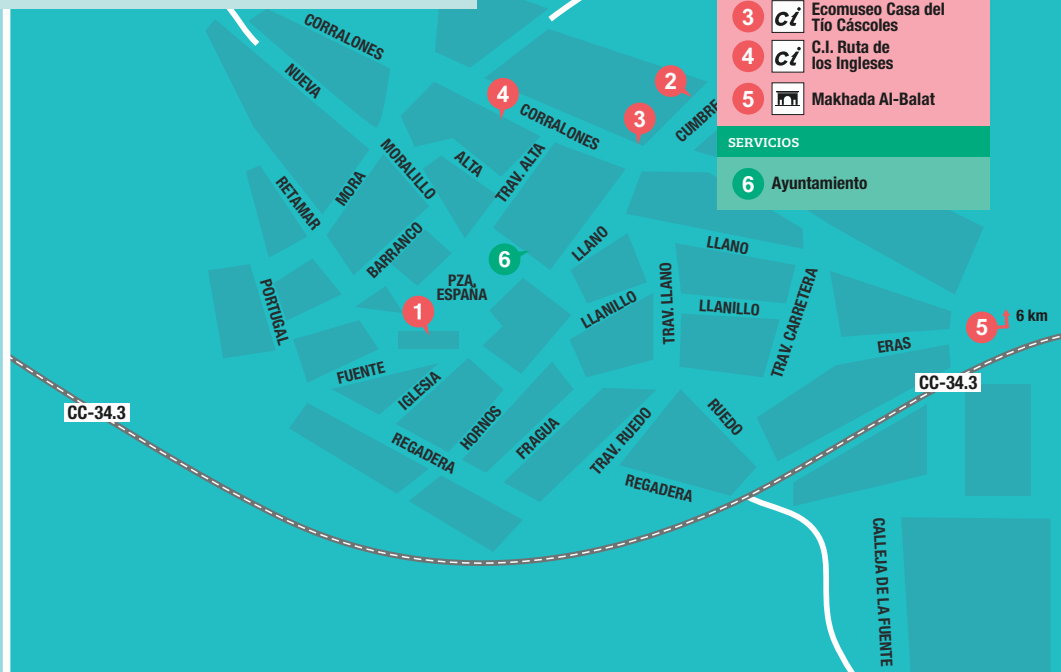 3
ci
Ecomuseo Casa del
Tío Cáscoles
4
ci
C.I. Ruta de
los Ingleses
5
Makhada Al-Balat
SERVICIOS
6
Ayuntamiento
CORRALONES
NUEVA
4
2
3
CORRALONES
CUMBRE
MORALILLO
ALTA
TRAV. ALTA
MORA
RETAMAR
BARRANCO
6
LLANO
LLANO
PZA.
ESPAÑA
1
PORTUGAL
LLANILLO
TRAV. LLANO
LLANILLO
TRAV. CARRETERA
5
6 km
ERAS
FUENTE
IGLESIA
CC-34.3
CC-34.3
HORNOS
FRAGUA
TRAV. RUEDO
RUEDO
REGADERA
REGADERA
CALLEJA DE LA FUENTE